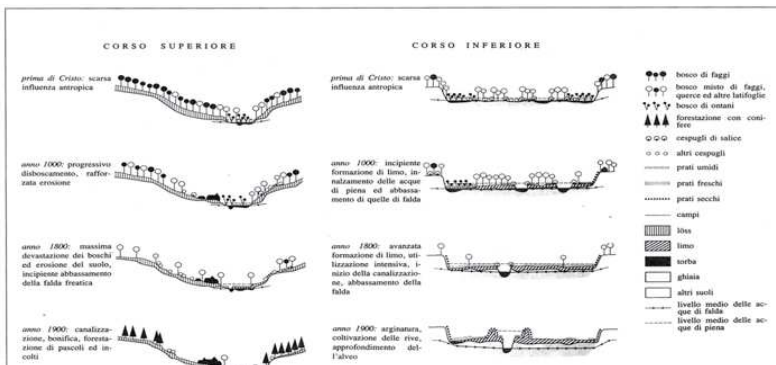 CORSO SUPERIORE
prima di Cristo: scarsa
influenza antropica
anno 1000: progressivo
disboscamento, raffor-
zata erosione
anno 1800: massima
devastazione dei boschi
ed erosione del suolo,
incipiente abbassamento
della falda freatica
anno 1900: canalizza-
zione, bonifica, foresta-
zione di pascoli ed in-
colti
CORSO INFERIORE
prima di Cristo: scarsa
influenza antropica
anno 1000: incipiente
formazione di limo, in-
nalzamento delle acque
di piena ed abbassa-
mento di quelle di falda
anno 1800: avanzata
formazione di limo, uti-
lizzazione intensiva, i-
nizio della canalizzazio-
ne, abbassamento della
falda
anno 1900: arginatura,
coltivazione delle rive,
approfondimento del-
l'alveo
bosco di faggi
bosco misto di faggi,
querce ed altre latifoglie
bosco di ontani
forestazione con coni-
fere
cespugli di salice
altri cespugli
prati umidi
prati freschi
prati secchi
campi
löss
limo
torba
ghiaia
altri suoli
livello medio delle ac-
que di falda
livello medio delle ac-
que di piena